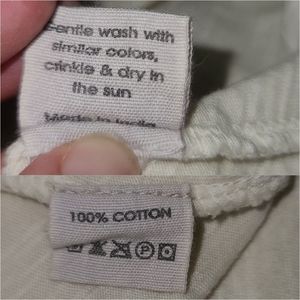 Gentle wash with
similar colors,
crinkle & dry in
the sun
Made in India
100% COTTON